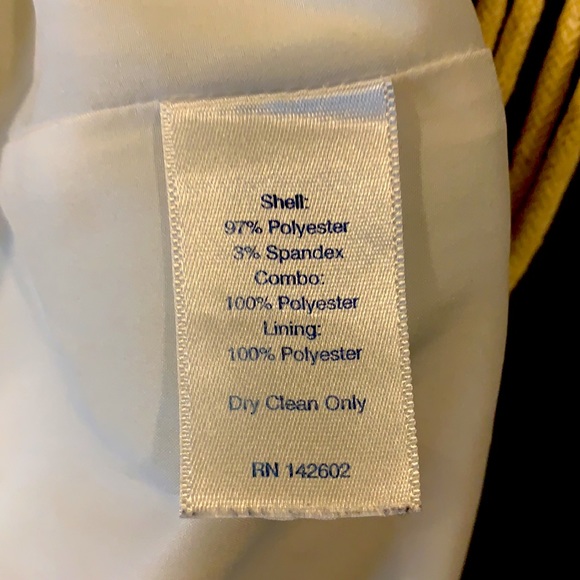 Shell:
97% Polyester
3% Spandex
Combo:
100% Polyester
Lining:
100% Polyester
Dry Clean Only
RN 142602